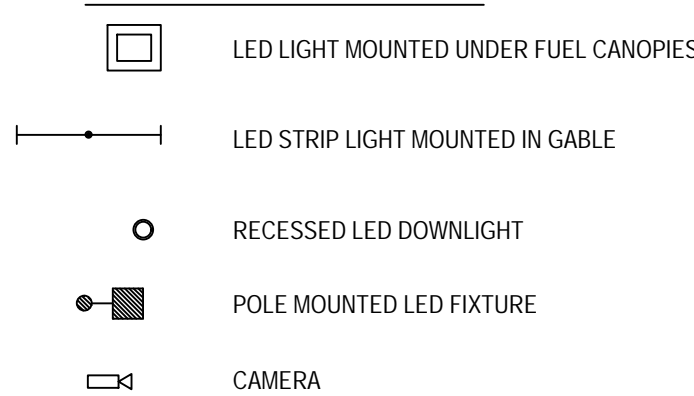 LED LIGHT MOUNTED UNDER FUEL CANOPIES
LED STRIP LIGHT MOUNTED IN GABLE
RECESSED LED DOWNLIGHT
POLE MOUNTED LED FIXTURE
CAMERA